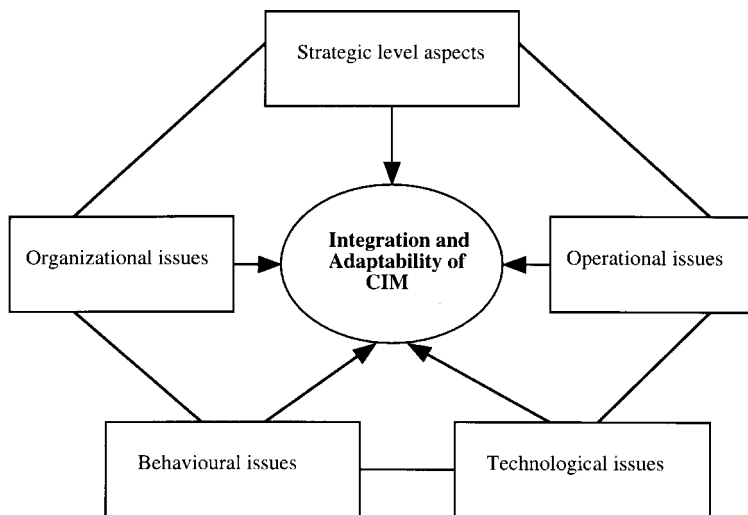 Strategic level aspects
Organizational issues
Integration and
Adaptability of
CIM
Operational issues
Behavioural issues
Technological issues